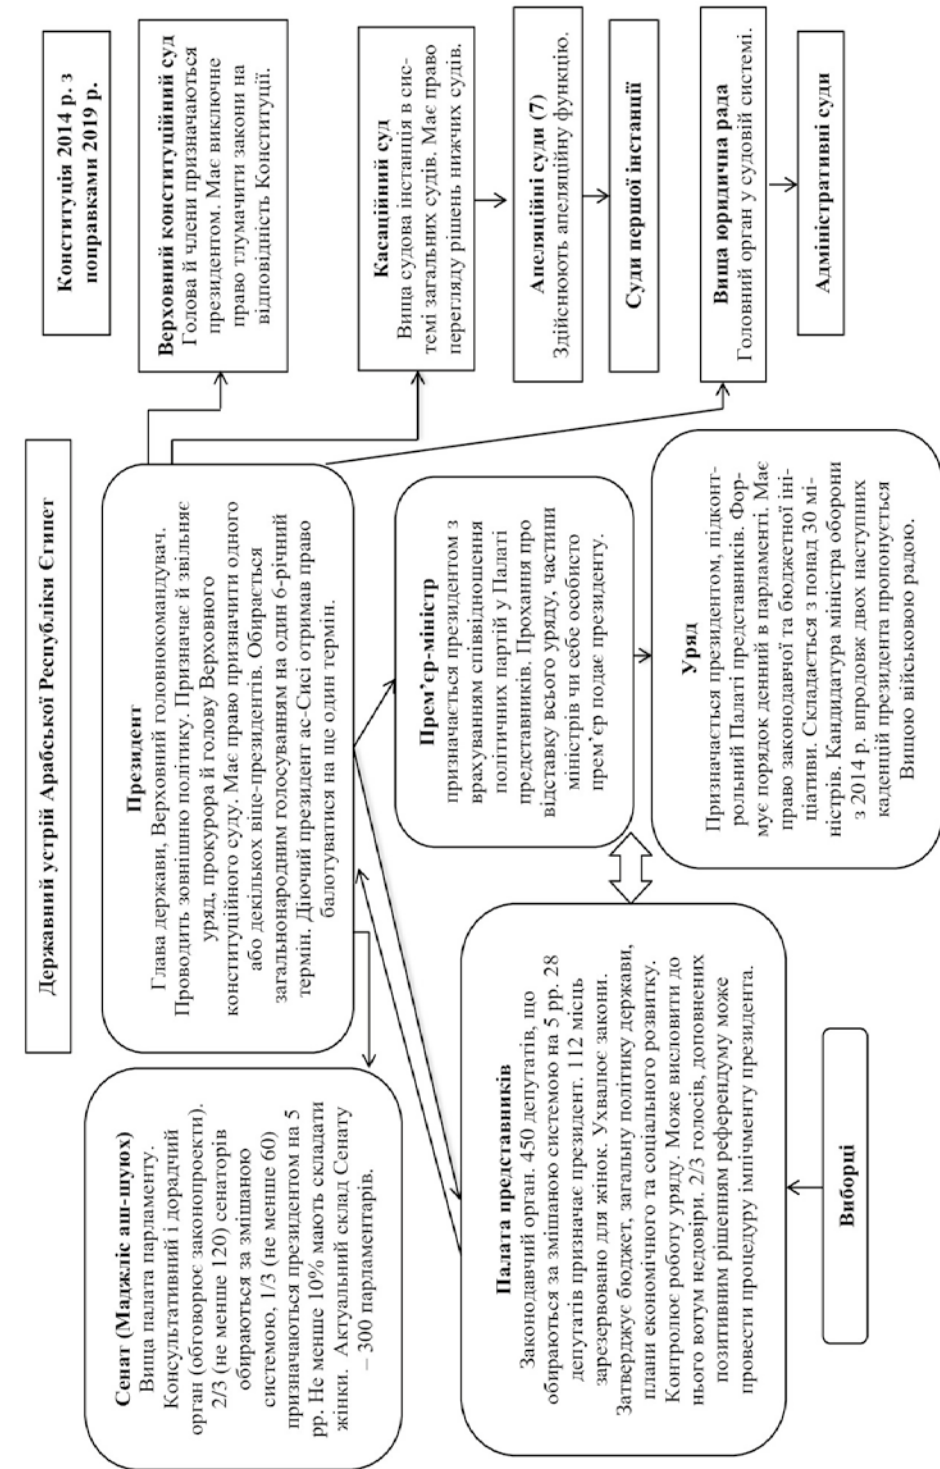 Державний устрій Арабської Республіки Єгипет
Конституція 2014 р. з
поправками 2019 р.
Сенат (Маджліс аш-шуюх)
Вища палата парламенту.
Консультативний і дорадчий
орган (обговорює законопроекти).
2/3 (не менше 120) сенаторів
обираються за змішаною
системою, 1/3 (не менше 60)
призначаються президентом на 5
рр. Не менше 10% мають складати
жінки. Актуальний склад Сенату
– 300 парламентарів.
Президент
Глава держави, Верховний головнокомандувач.
Проводить зовнішню політику. Призначає й звільняє
уряд, прокурора й голову Верховного
конституційного суду. Має право призначити одного
або декількох віце-президентів. Обирається
загальнонародним голосуванням на один 6-річний
термін. Діючий президент ас-Сисі отримав право
балотуватися на ще один термін.
Верховний конституційний суд
Голова й члени призначаються
президентом. Має виключне
право тлумачити закони на
відповідність Конституції.
Касаційний суд
Вища судова інстанція в сис-
темі загальних судів. Має право
перегляду рішень нижчих судів.
Апеляційні суди (7)
Здійснюють апеляційну функцію.
Суди першої інстанції
Вища юридична рада
Головний орган у судовій системі.
Адміністративні суди
Прем’єр-міністр
призначається президентом з
врахуванням співвідношення
політичних партій у Палаті
представників. Прохання про
відставку всього уряду, частини
міністрів чи себе особисто
прем’єр подає президенту.
Уряд
Призначається президентом, підконт-
рольний Палаті представників. Фор-
мує порядок денний в парламенті. Має
право законодавчої та бюджетної іні-
ціативи. Складається з понад 30 мі-
ністрів. Кандидатура міністра оборони
з 2014 р. впродовж двох наступних
каденцій президента пропонується
Вищою військовою радою.
Палата представників
Законодавчий орган. 450 депутатів, що
обираються за змішаною системою на 5 рр. 28
депутатів призначає президент. 112 місць
зарезервовано для жінок. Ухвалює закони.
Затверджує бюджет, загальну політику держави,
плани економічного та соціального розвитку.
Контролює роботу уряду. Може висловити до
нього вотум недовіри. 2/3 голосів, доповнених
позитивним рішенням референдуму може
провести процедуру імпічменту президента.
Виборці